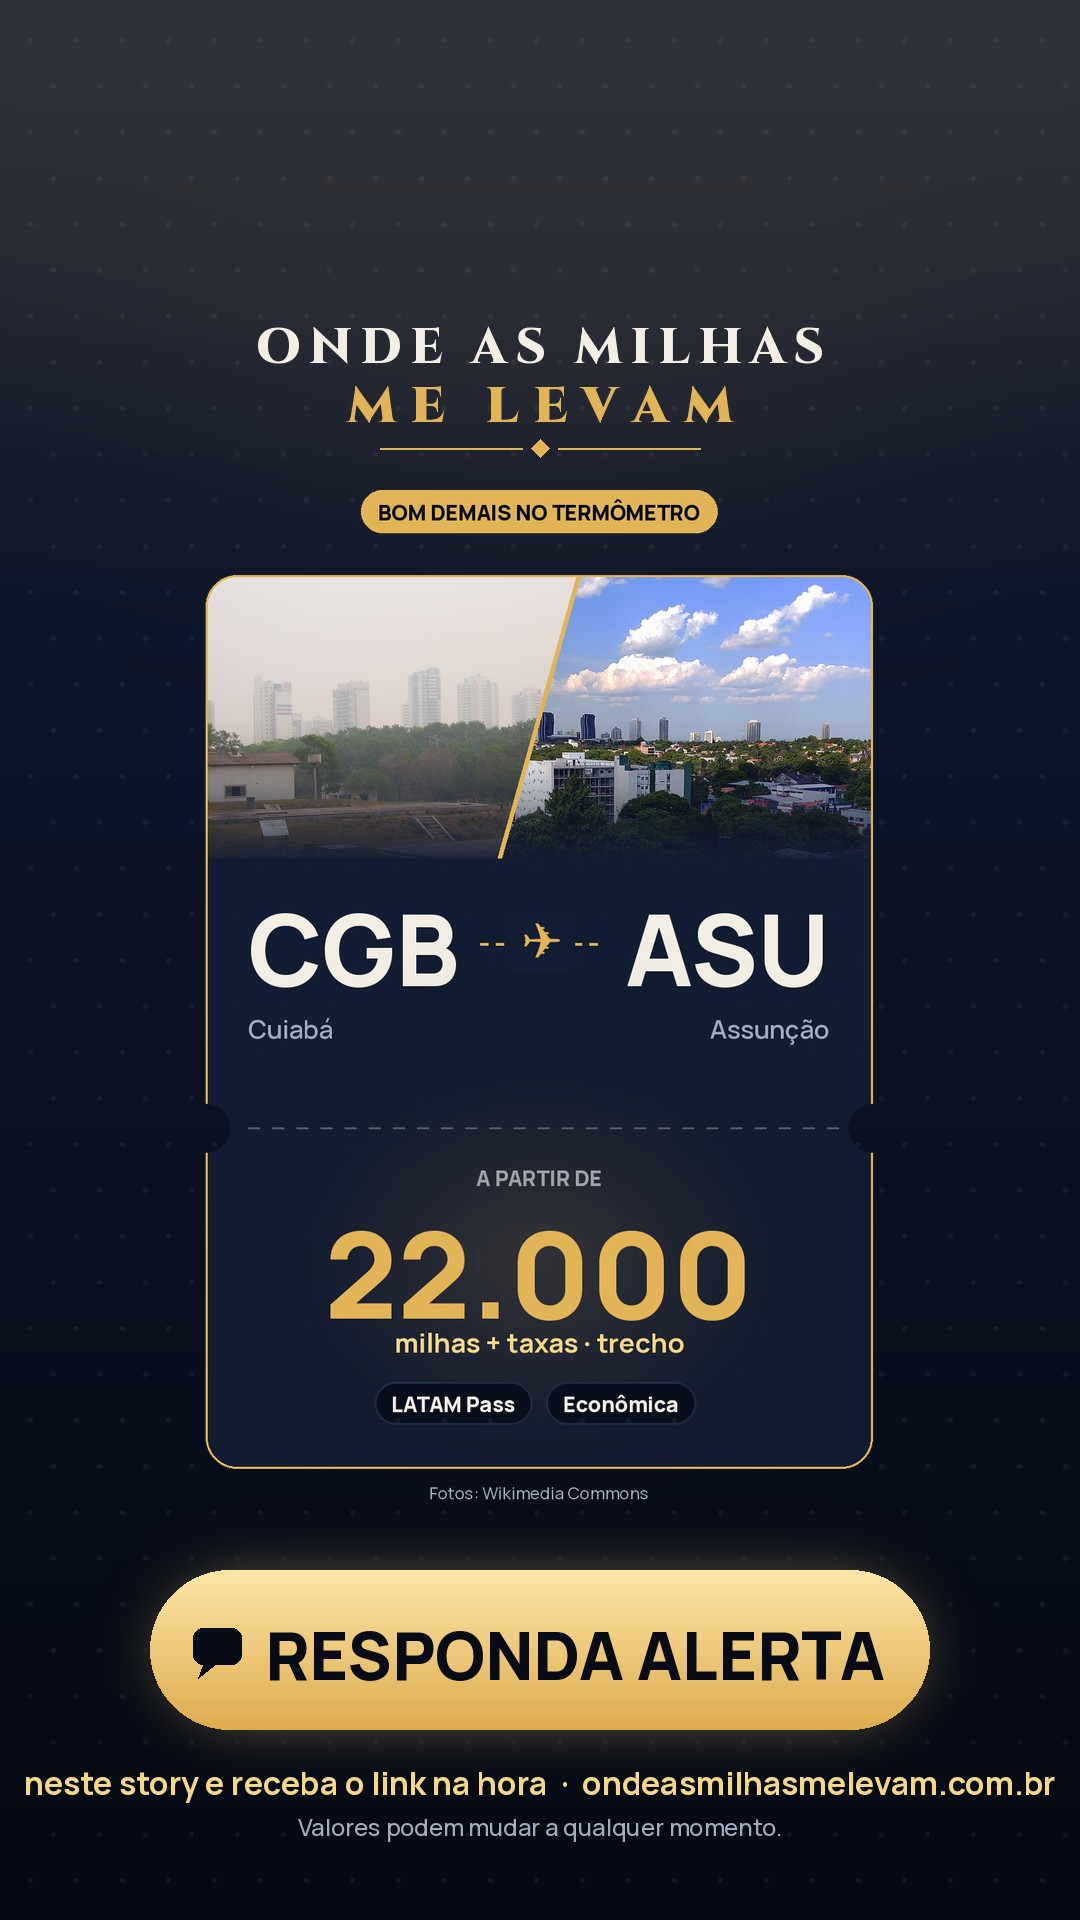 ONDE AS MILHAS
ME LEVAM
BOM DEMAIS NO TERMÔMETRO
CGB -- ✈ -- ASU
Cuiabá Assunção
A PARTIR DE
22.000
milhas + taxas · trecho
LATAM Pass Econômica
Fotos: Wikimedia Commons
RESPONDA ALERTA
neste story e receba o link na hora · ondeasmilhasmelevam.com.br
Valores podem mudar a qualquer momento.